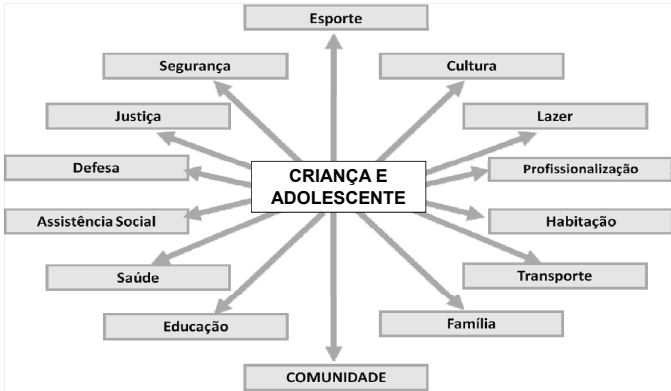 Esporte
Segurança
Cultura
Justiça
Lazer
Defesa
CRIANÇA E
ADOLESCENTE
Profissionalização
Assistência Social
Habitação
Saúde
Transporte
Educação
Família
COMUNIDADE